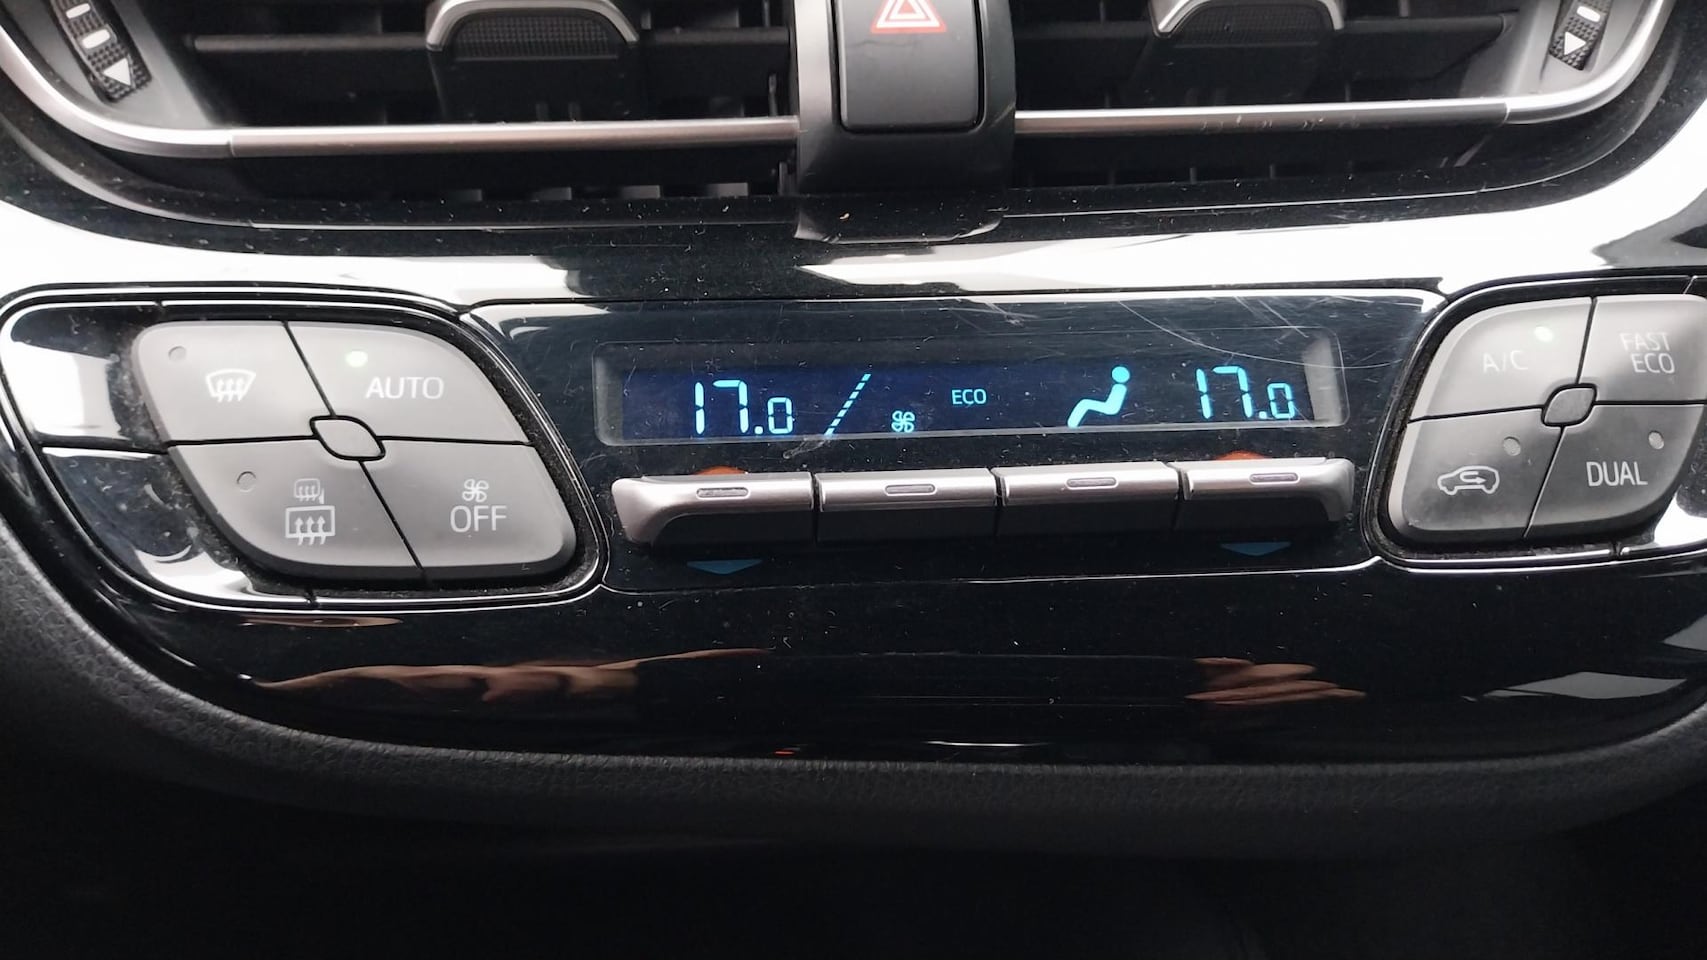 AUTO
OFF
17.0
ECO
17.0
A/C
FAST
ECO
DUAL